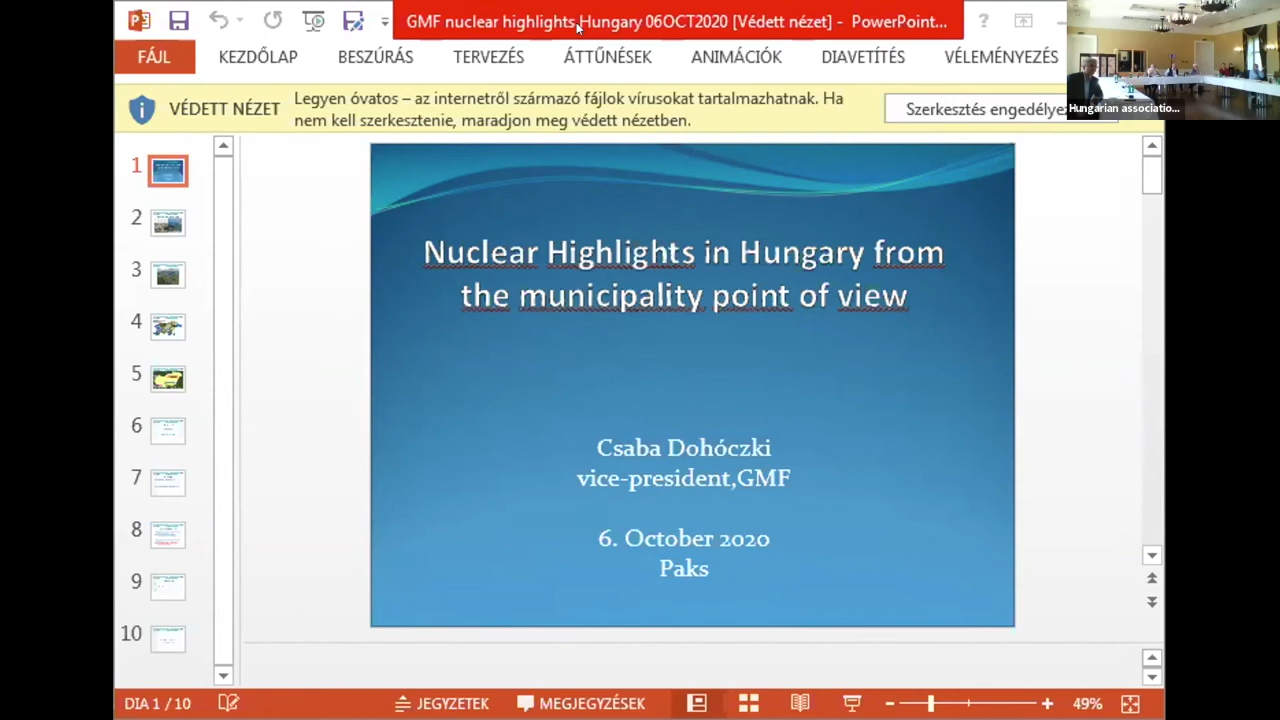 GMF nuclear highlights Hungary 06OCT2020 [Védett nézet] - PowerPoint...
?
FÁJL KEZDŐLAP BESZÚRÁS TERVEZÉS ÁTTŰNÉSEK ANIMÁCIÓK DIAVETÍTÉS VÉLEMÉNYEZÉS
Hungarian associatio...
VÉDETT NÉZET
Legyen óvatos – az internetről származó fájlok vírusokat tartalmazhatnak. Ha
nem kell szerkesztenie, maradjon meg védett nézetben.
Szerkesztés engedélye
1
2
3
4
5
6
7
8
9
10
Nuclear Highlights in Hungary from
the municipality point of view
Csaba Dohóczki
vice-president,GMF
6. October 2020
Paks
DIA 1 / 10 JEGYZETEK MEGJEGYZÉSEK 49%